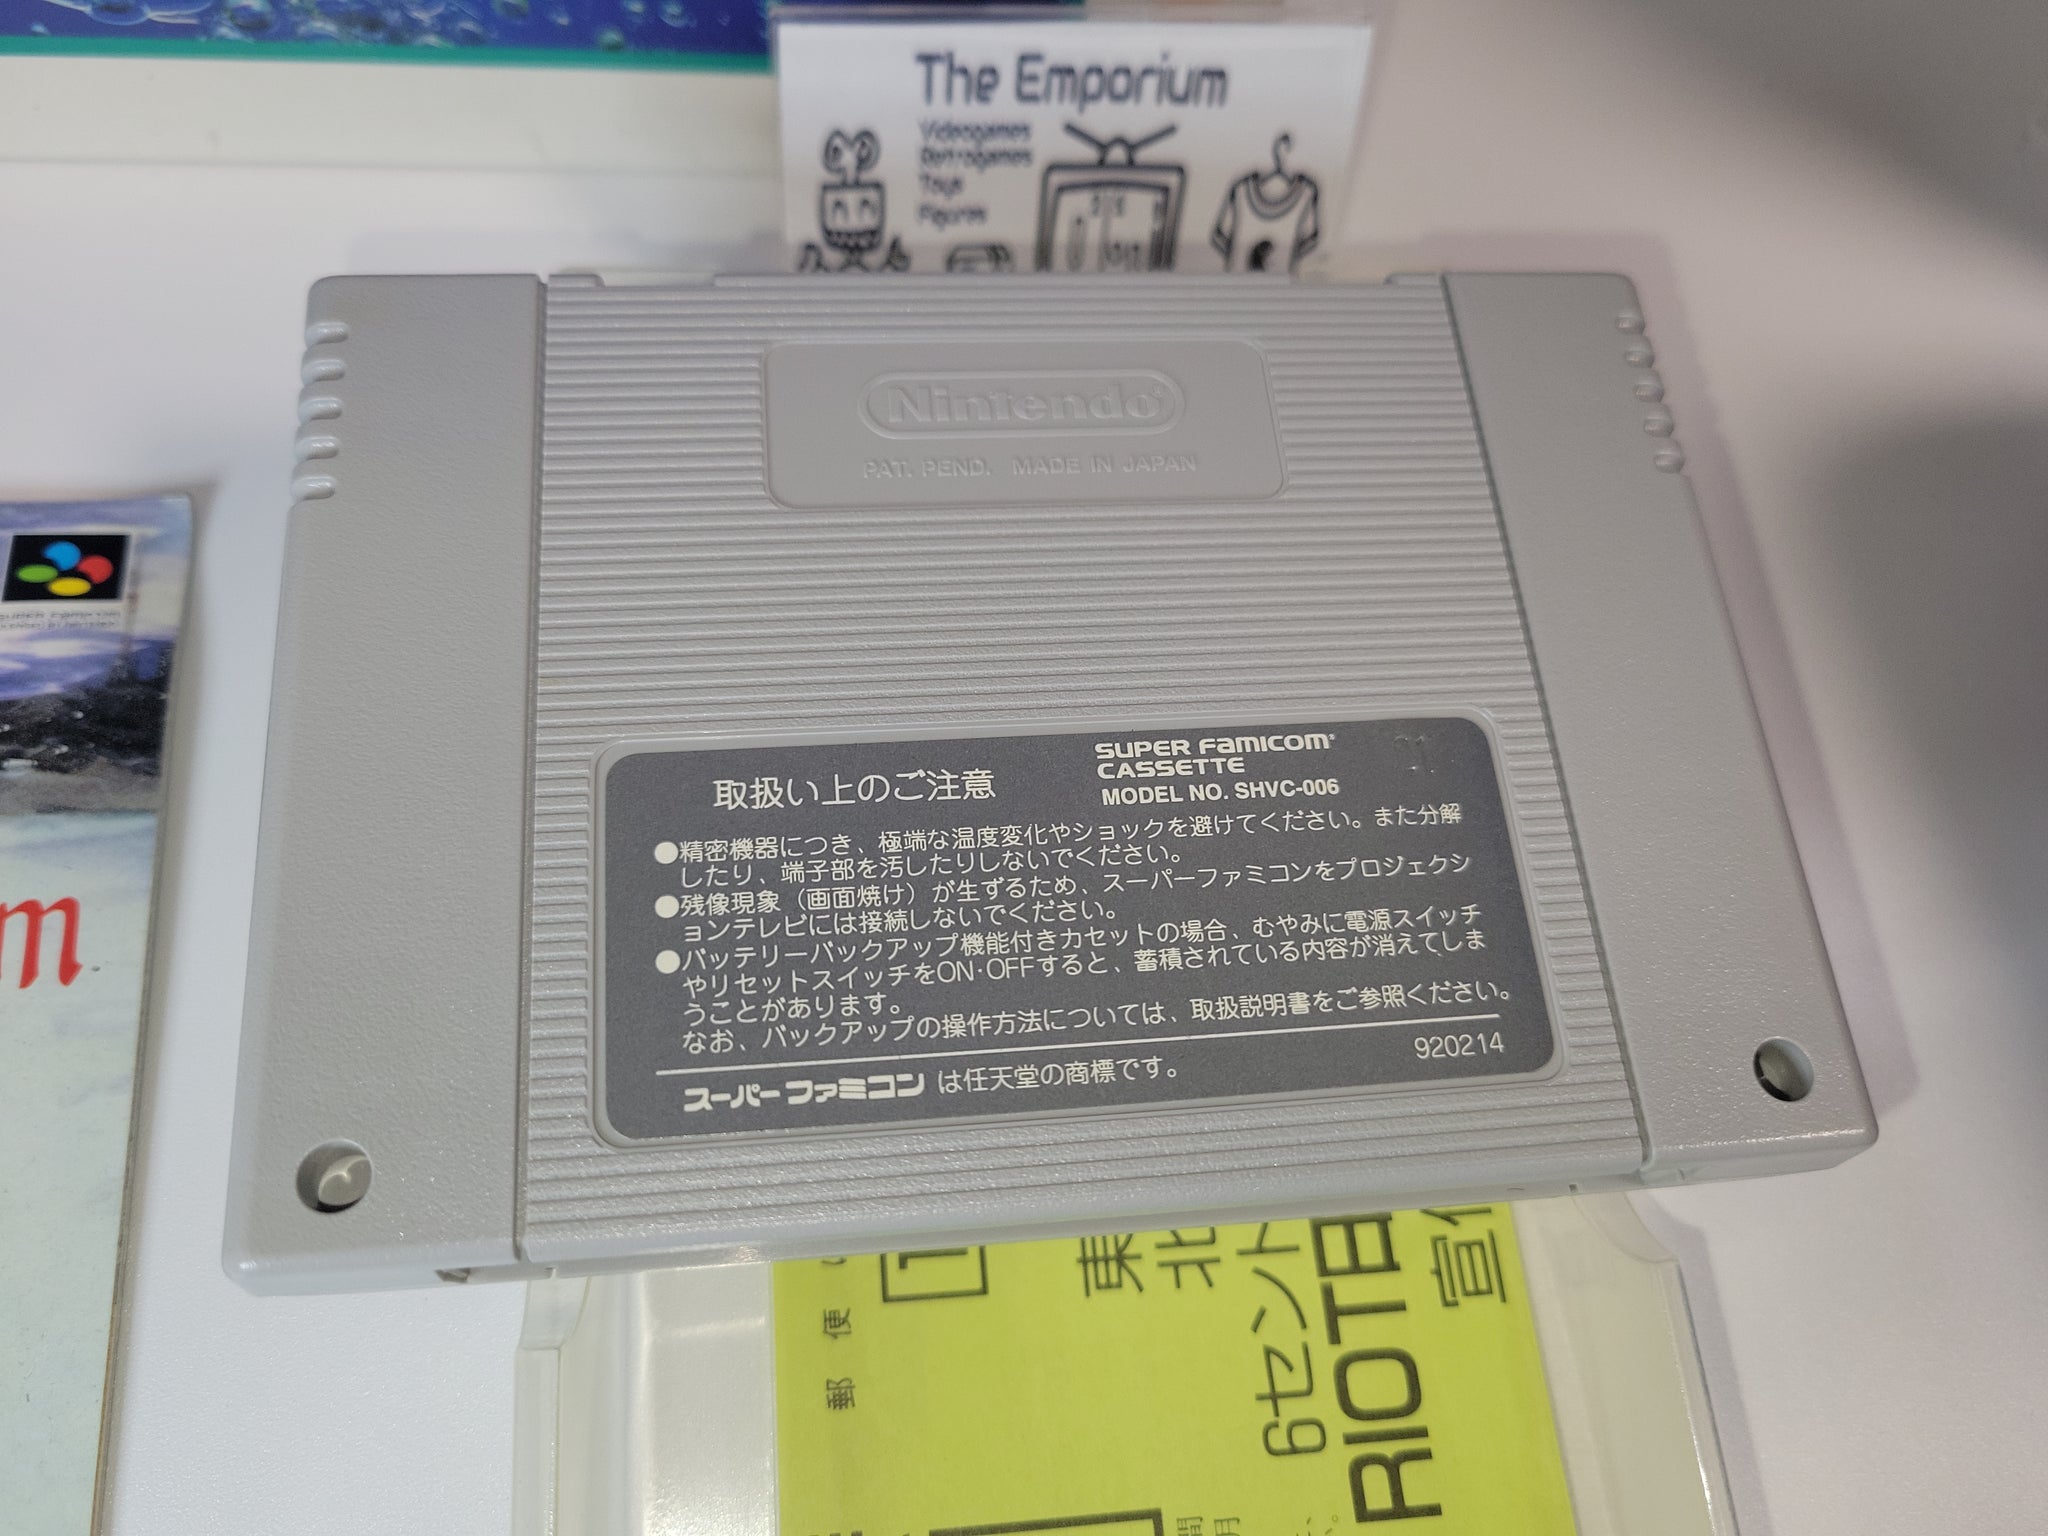 The Emporium
Videogames
Retrogames
Toys
Figures
Nintendo®
PAT. PEND. MADE IN JAPAN
SUPER FAMICOM
m
取扱い上のご注意
SUPER FAMICOM®
CASSETTE
MODEL NO. SHVC-006
●精密機器につき、極端な温度変化やショックを避けてください。また分解
したり、端子部を汚したりしないでください。
●残像現象（画面焼け）が生ずるため、スーパーファミコンをプロジェクシ
ョンテレビには接続しないでください。
●バッテリーバックアップ機能付きカセットの場合、むやみに電源スイッチ
やリセットスイッチをON・OFFすると、蓄積されている内容が消えてしま
うことがあります。
なお、バックアップの操作方法については、取扱説明書をご参照ください。
920214
スーパーファミコン は任天堂の商標です。
郵便
東
北
6セント
RIOT
宣